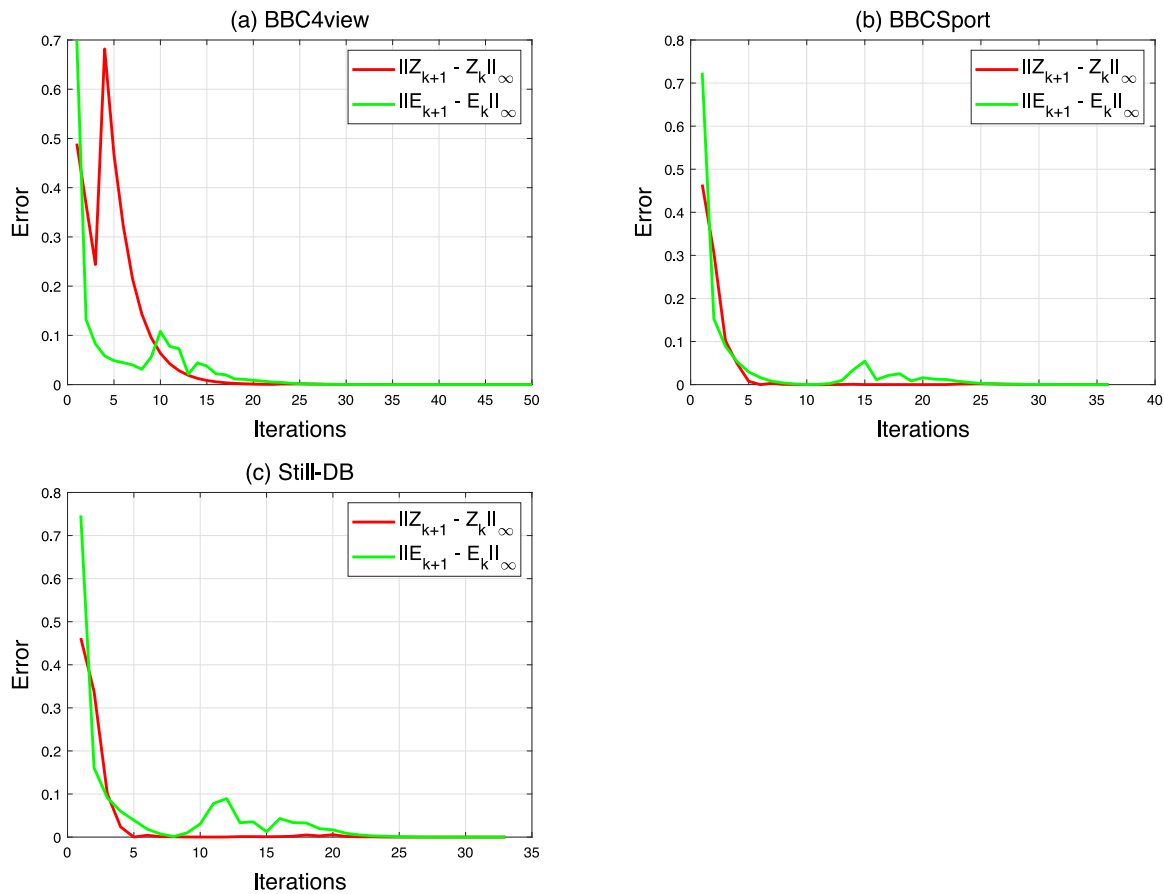 (a) BBC4view
0.7
0.6
0.5
0.4
0.3
0.2
0.1
0
Error
0 5 10 15 20 25 30 35 40 45 50
Iterations
||Z_{k+1} - Z_k||_∞
||E_{k+1} - E_k||_∞
(b) BBCSport
0.8
0.7
0.6
0.5
0.4
0.3
0.2
0.1
0
Error
0 5 10 15 20 25 30 35 40
Iterations
||Z_{k+1} - Z_k||_∞
||E_{k+1} - E_k||_∞
(c) Still-DB
0.8
0.7
0.6
0.5
0.4
0.3
0.2
0.1
0
Error
0 5 10 15 20 25 30 35
Iterations
||Z_{k+1} - Z_k||_∞
||E_{k+1} - E_k||_∞